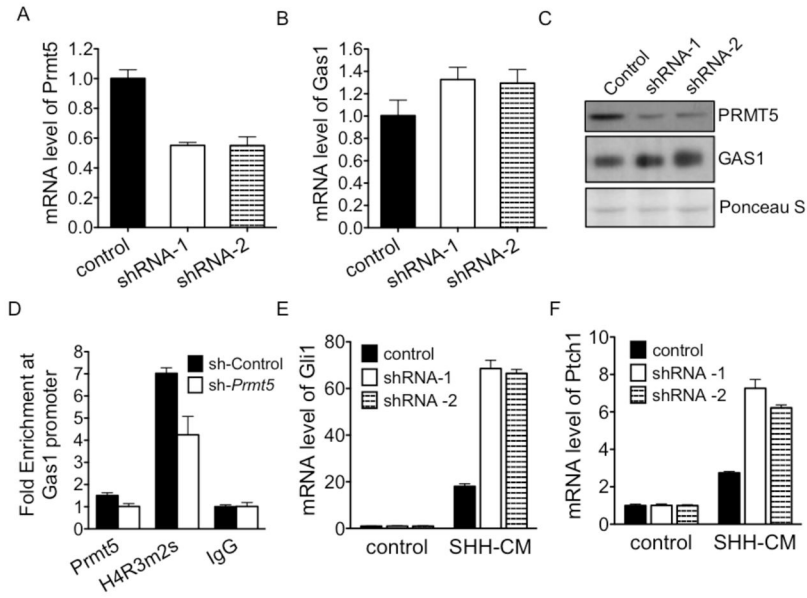 A
mRNA level of Prmt5
1.2
1.0
0.8
0.6
0.4
0.2
0.0
control
shRNA-1
shRNA-2
B
mRNA level of Gas1
1.6
1.4
1.2
1.0
0.8
0.6
0.4
0.2
0.0
control
shRNA-1
shRNA-2
C
Control
shRNA-1
shRNA-2
PRMT5
GAS1
Ponceau S
D
Fold Enrichment at
Gas1 promoter
8
7
6
5
4
3
2
1
0
sh-Control
sh-Prmt5
Prmt5
H4R3m2s
IgG
E
mRNA level of Gli1
80
60
40
20
0
control
shRNA-1
shRNA -2
control
SHH-CM
F
mRNA level of Ptch1
10
8
6
4
2
0
control
shRNA -1
shRNA -2
control
SHH-CM